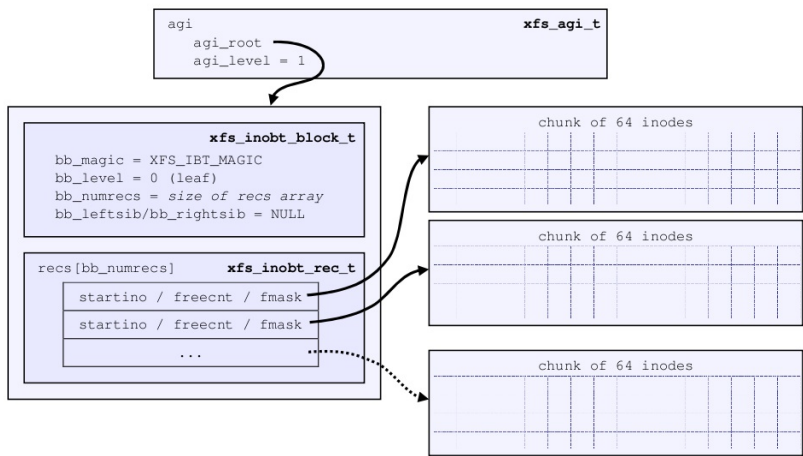 agi xfs_agi_t
agi_root
agi_level = 1
xfs_inobt_block_t
bb_magic = XFS_IBT_MAGIC
bb_level = 0 (leaf)
bb_numrecs = size of recs array
bb_leftsib/bb_rightsib = NULL
recs[bb_numrecs] xfs_inobt_rec_t
startino / freecnt / fmask
startino / freecnt / fmask
...
chunk of 64 inodes
chunk of 64 inodes
chunk of 64 inodes